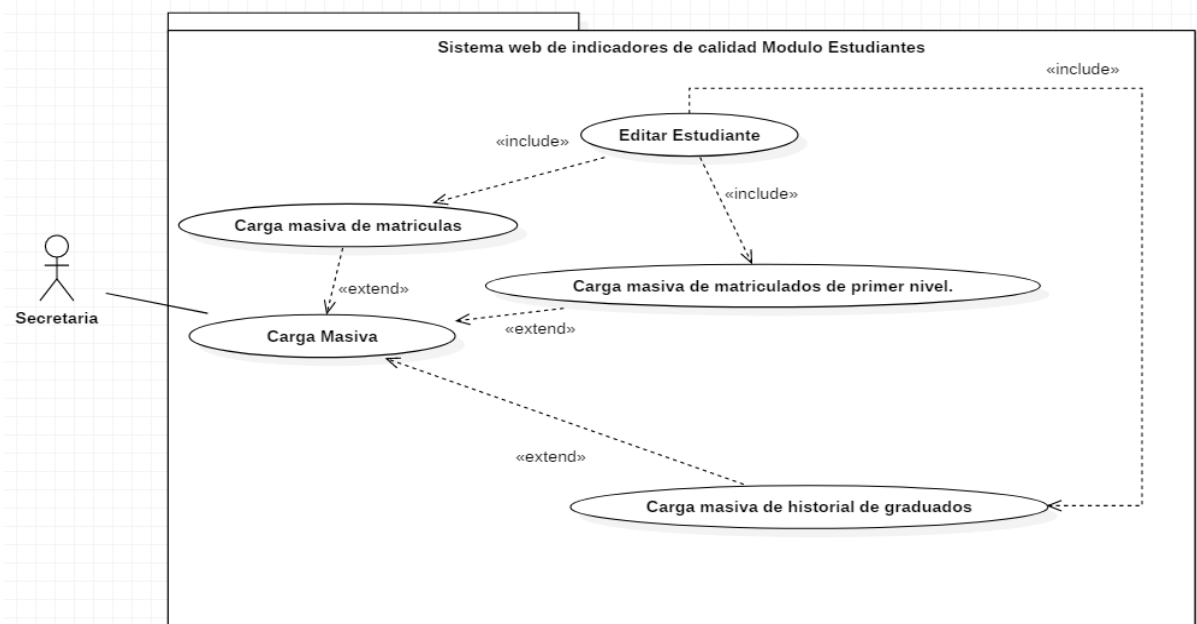 Sistema web de indicadores de calidad Modulo Estudiantes
«include»
Editar Estudiante
«include»
«include»
Carga masiva de matriculas
Carga masiva de matriculados de primer nivel.
«extend»
Secretaria
«extend»
Carga Masiva
«extend»
Carga masiva de historial de graduados